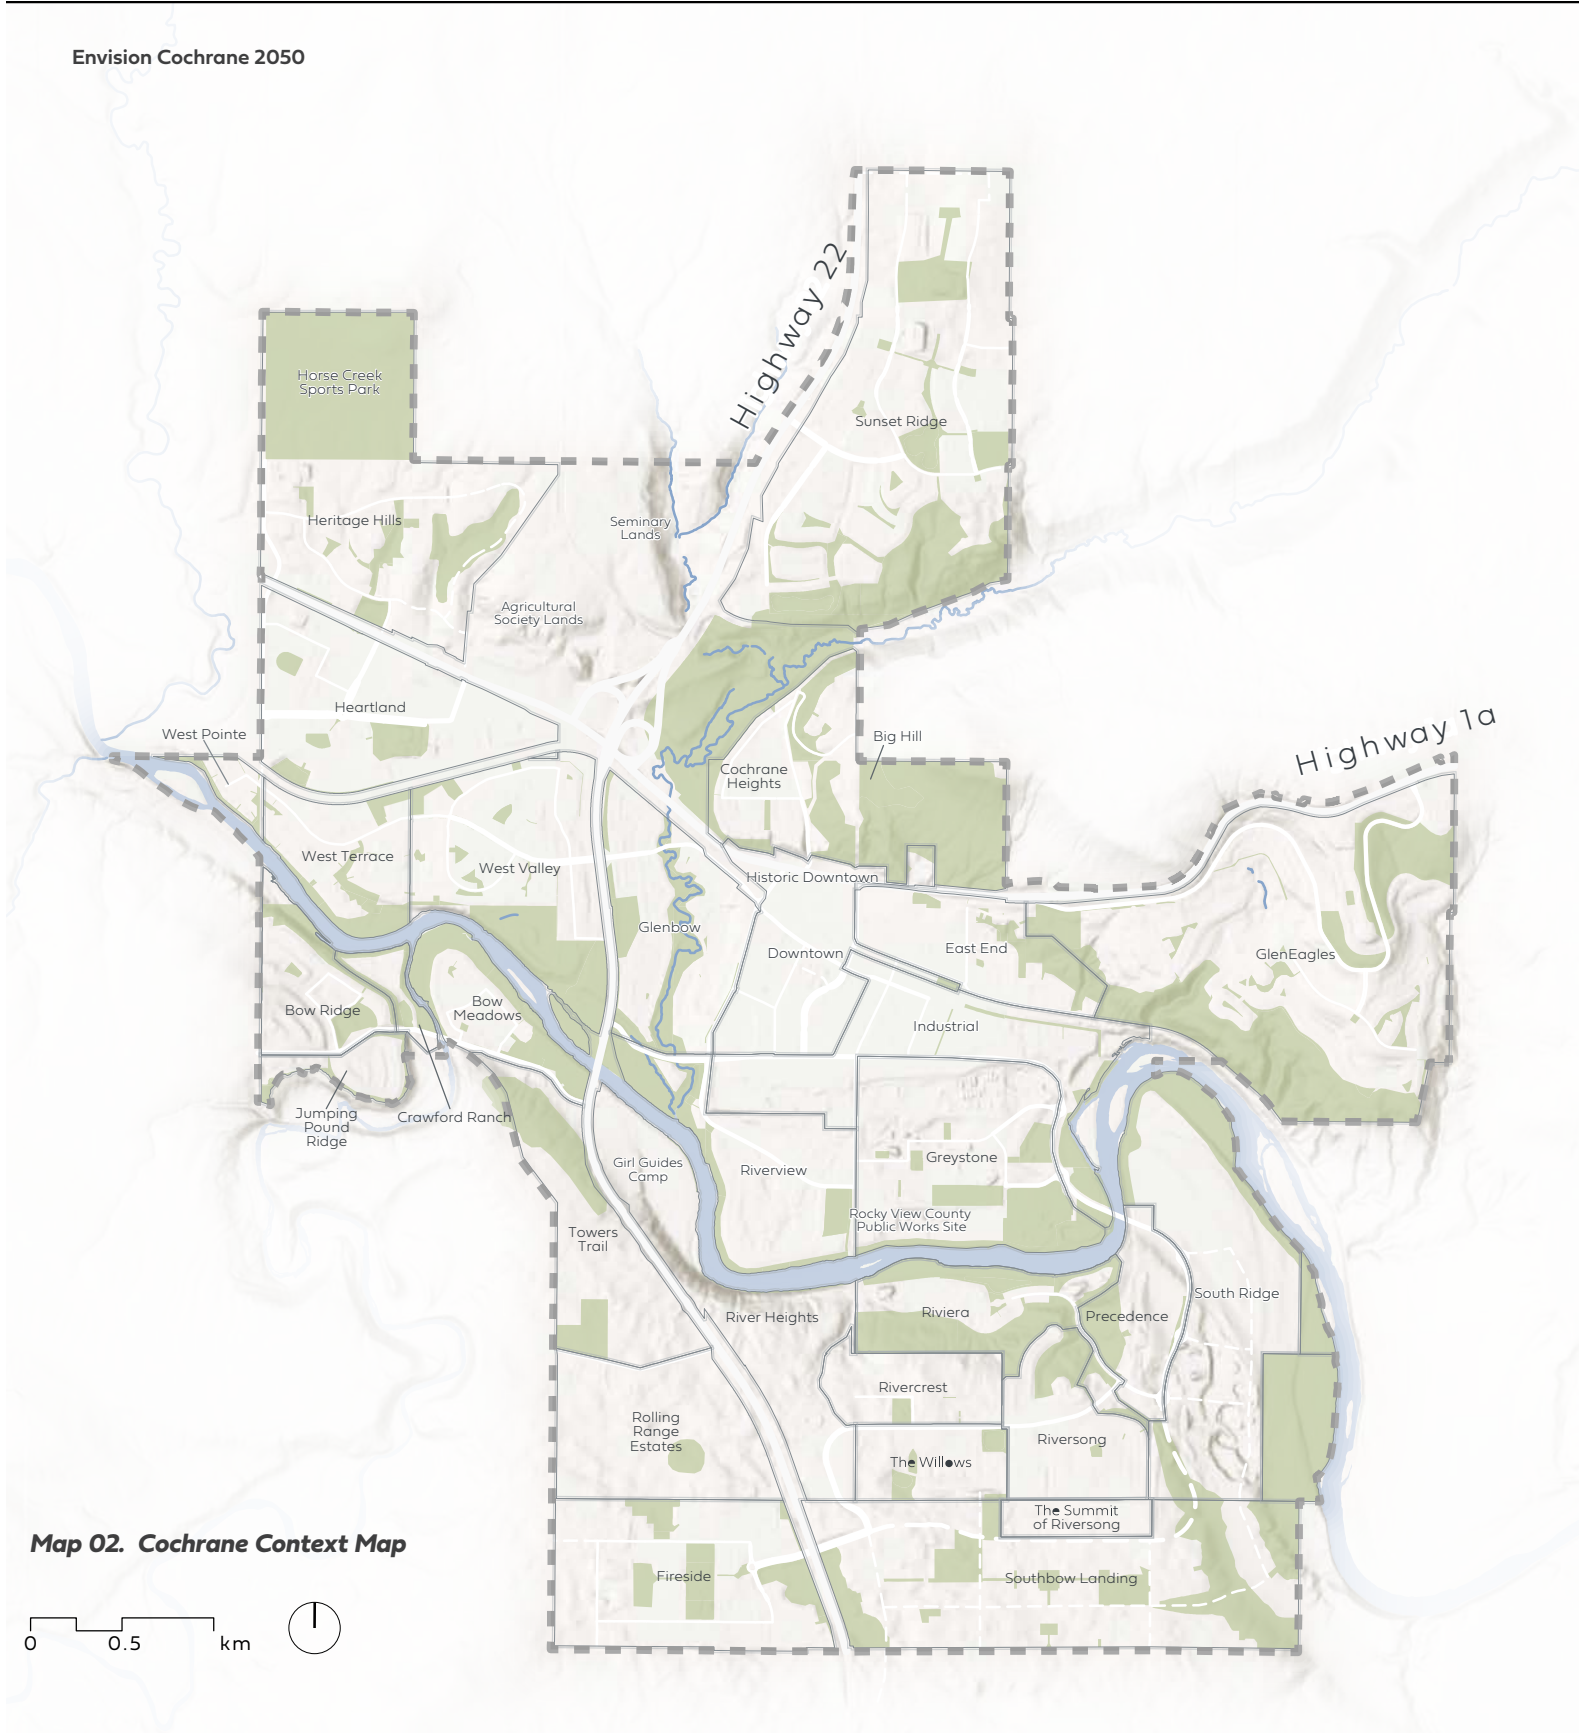 Envision Cochrane 2050
Highway 22
Horse Creek
Sports Park
Sunset Ridge
Heritage Hills
Seminary
Lands
Agricultural
Society Lands
Heartland
West Pointe
Big Hill
Highway 1a
Cochrane
Heights
West Terrace
West Valley
Historic Downtown
Glenbow
Downtown
East End
GlenEagles
Bow Ridge
Bow
Meadows
Industrial
Jumping
Pound
Ridge
Crawford Ranch
Girl Guides
Camp
Riverview
Greystone
Rocky View County
Public Works Site
Towers
Trail
River Heights
Riviera
Precedence
South Ridge
Rivercrest
Rolling
Range
Estates
Riversong
The Willows
The Summit
of Riversong
Map 02. Cochrane Context Map
Fireside
Southbow Landing
0 0.5 km